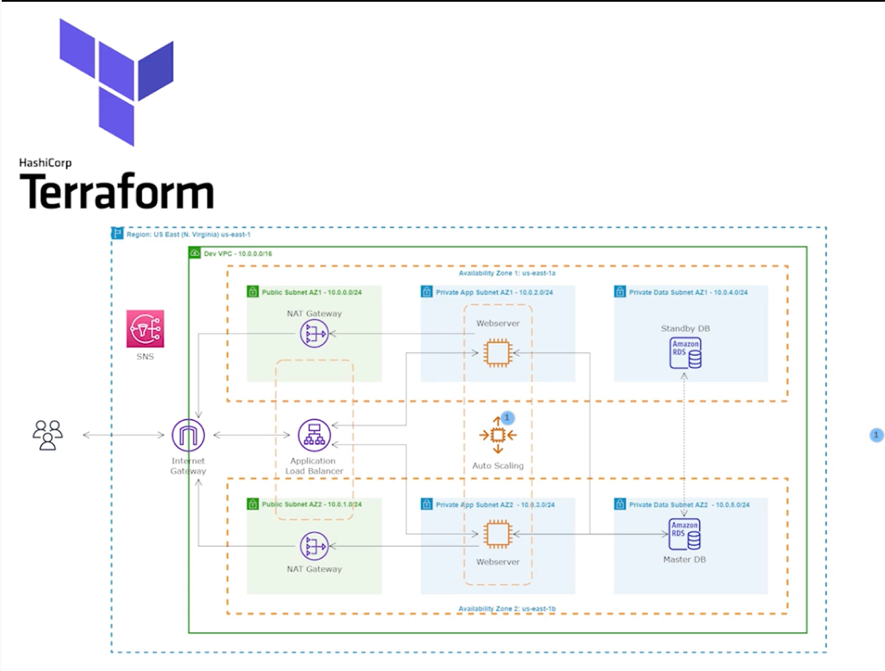 HashiCorp
Terraform
Region: US East (N. Virginia) us-east-1
Dev VPC - 10.0.0.0/16
Availability Zone 1: us-east-1a
Public Subnet AZ1 - 10.0.0.0/24
Private App Subnet AZ1 - 10.0.2.0/24
Private Data Subnet AZ1 - 10.0.4.0/24
NAT Gateway
Webserver
Standby DB
Amazon
RDS
SNS
1
1
Internet
Gateway
Application
Load Balancer
Auto Scaling
Public Subnet AZ2 - 10.0.1.0/24
Private App Subnet AZ2 - 10.0.3.0/24
Private Data Subnet AZ2 - 10.0.5.0/24
Amazon
RDS
NAT Gateway
Webserver
Master DB
Availability Zone 2: us-east-1b